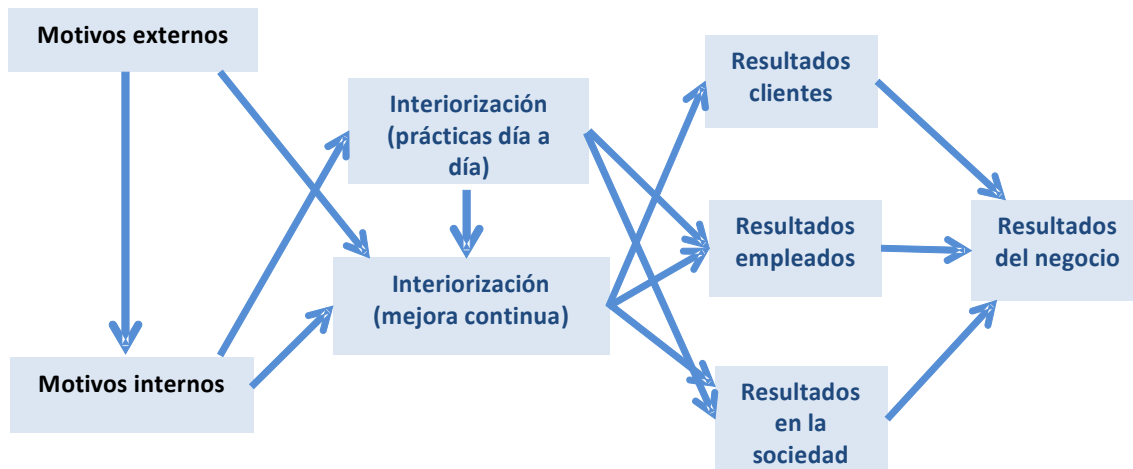 Motivos externos
Motivos internos
Interiorización
(prácticas día a
día)
Interiorización
(mejora continua)
Resultados
clientes
Resultados
empleados
Resultados
en la
sociedad
Resultados
del negocio